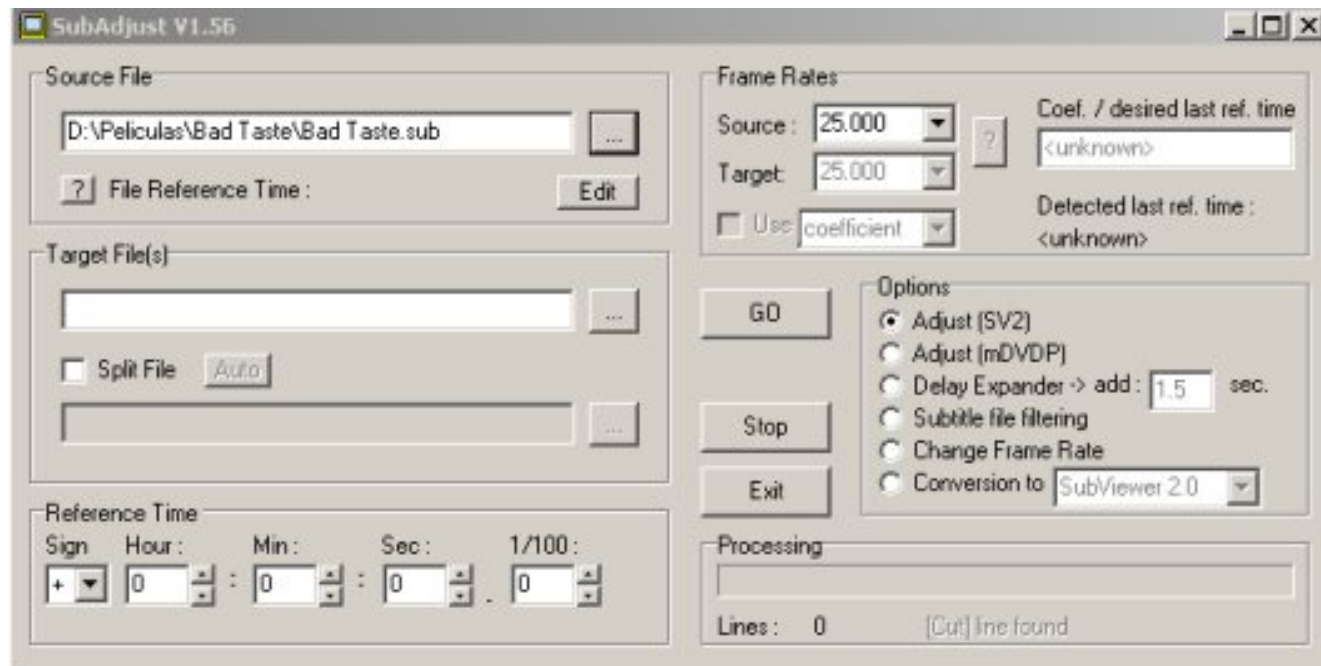 SubAdjust V1.56
Source File
D:\Peliculas\Bad Taste\Bad Taste.sub
...
? File Reference Time : Edit
Target File(s)
...
Split File Auto
...
Reference Time
Sign Hour : Min : Sec : 1/100 :
+ 0 : 0 : 0 . 0
Frame Rates
Source : 25.000
Target: 25.000
?
Use coefficient
Coef. / desired last ref. time
<unknown>
Detected last ref. time :
<unknown>
GO
Stop
Exit
Options
Adjust (SV2)
Adjust (mDVDP)
Delay Expander -> add : 1.5 sec.
Subtitle file filtering
Change Frame Rate
Conversion to SubViewer 2.0
Processing
Lines : 0 [Cut] line found